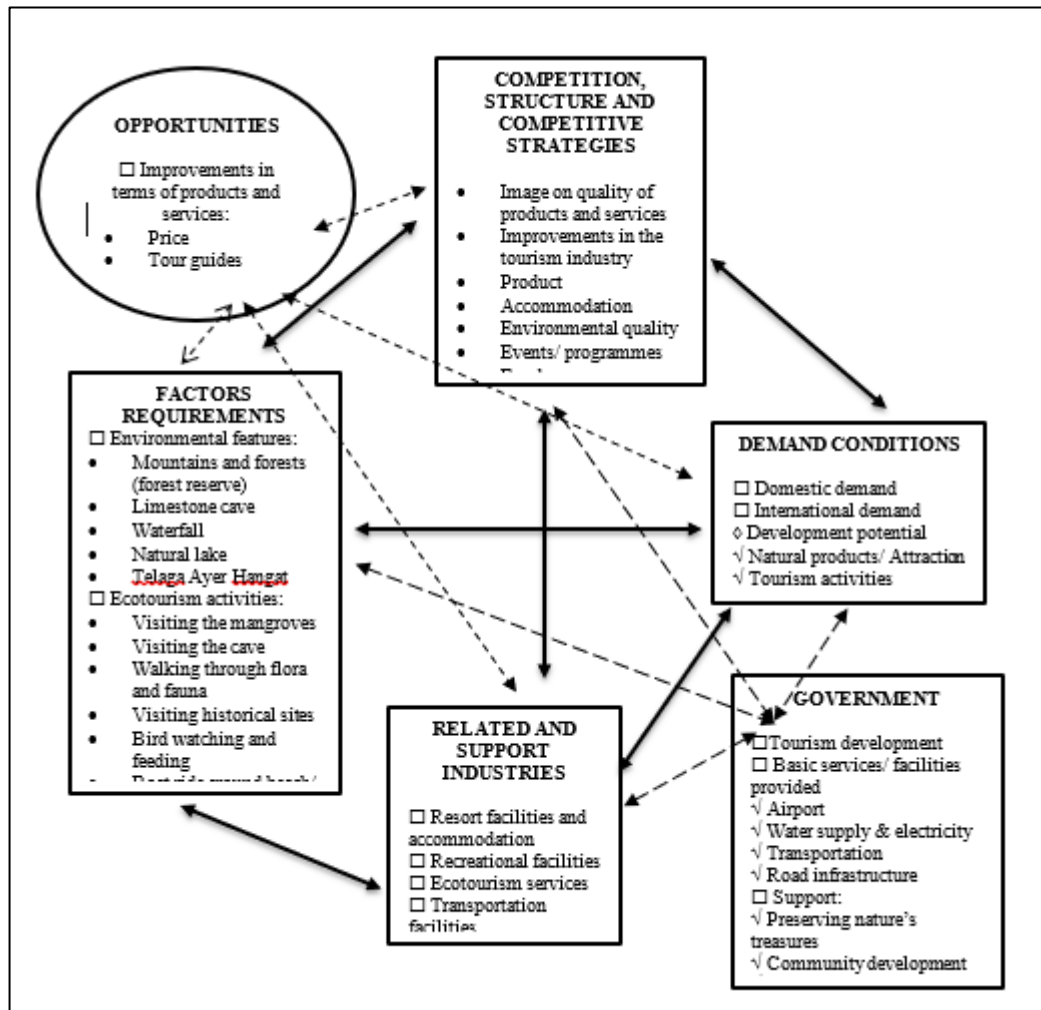 OPPORTUNITIES
☐ Improvements in
terms of products and
services:
• Price
• Tour guides
COMPETITION,
STRUCTURE AND
COMPETITIVE
STRATEGIES
• Image on quality of
products and services
• Improvements in the
tourism industry
• Product
• Accommodation
• Environmental quality
• Events/ programmes
FACTORS
REQUIREMENTS
☐ Environmental features:
• Mountains and forests
(forest reserve)
• Limestone cave
• Waterfall
• Natural lake
• Telaga Ayer Hangat
☐ Ecotourism activities:
• Visiting the mangroves
• Visiting the cave
• Walking through flora
and fauna
• Visiting historical sites
• Bird watching and
feeding
DEMAND CONDITIONS
☐ Domestic demand
☐ International demand
◊ Development potential
√ Natural products/ Attraction
√ Tourism activities
RELATED AND
SUPPORT
INDUSTRIES
☐ Resort facilities and
accommodation
☐ Recreational facilities
☐ Ecotourism services
☐ Transportation
facilities
GOVERNMENT
☐Tourism development
☐ Basic services/ facilities
provided
√ Airport
√ Water supply & electricity
√ Transportation
√ Road infrastructure
☐ Support:
√ Preserving nature's
treasures
√ Community development